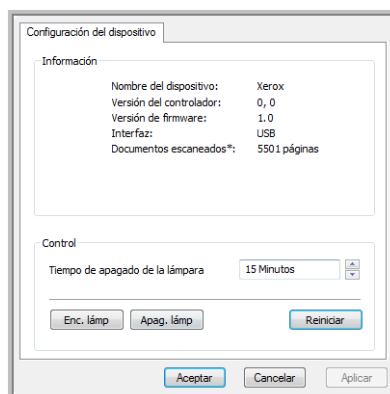 Configuración del dispositivo
Información
Nombre del dispositivo: Xerox
Versión del controlador: 0, 0
Versión de firmware: 1.0
Interfaz: USB
Documentos escaneados*: 5501 páginas
Control
Tiempo de apagado de la lámpara 15 Minutos
Enc. lámp Apag. lámp Reiniciar
Aceptar Cancelar Aplicar